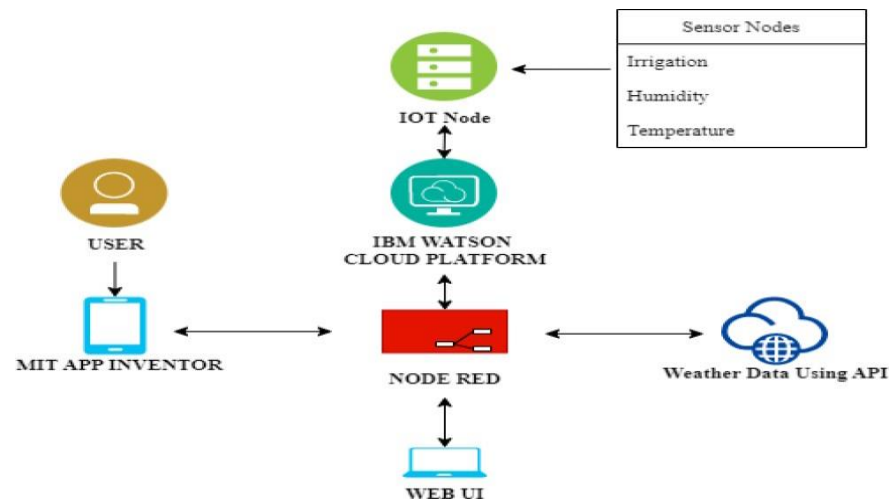 Sensor Nodes
Irrigation
Humidity
Temperature
IOT Node
USER
IBM WATSON
CLOUD PLATFORM
MIT APP INVENTOR
NODE RED
Weather Data Using API
WEB UI